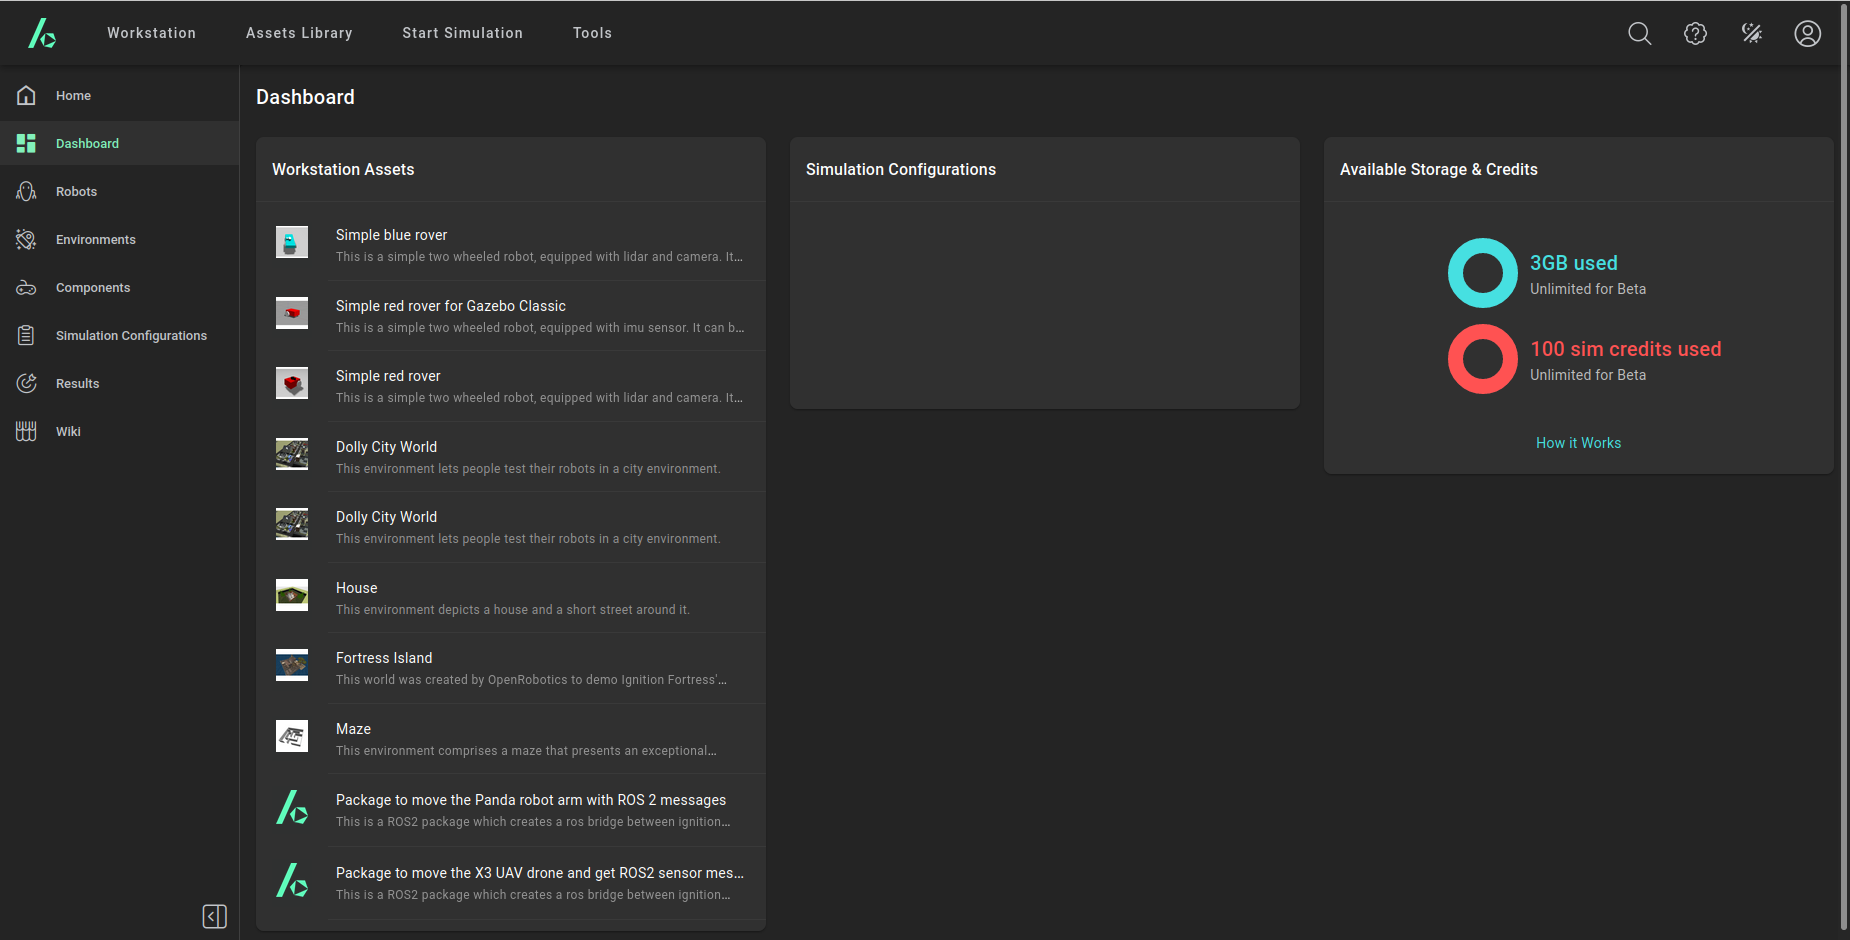 Workstation
Assets Library
Start Simulation
Tools
Home
Dashboard
Robots
Environments
Components
Simulation Configurations
Results
Wiki
Dashboard
Workstation Assets
Simple blue rover
This is a simple two wheeled robot, equipped with lidar and camera. It...
Simple red rover for Gazebo Classic
This is a simple two wheeled robot, equipped with imu sensor. It can b...
Simple red rover
This is a simple two wheeled robot, equipped with lidar and camera. It...
Dolly City World
This environment lets people test their robots in a city environment.
Dolly City World
This environment lets people test their robots in a city environment.
House
This environment depicts a house and a short street around it.
Fortress Island
This world was created by OpenRobotics to demo Ignition Fortress'...
Maze
This environment comprises a maze that presents an exceptional...
Package to move the Panda robot arm with ROS 2 messages
This is a ROS2 package which creates a ros bridge between ignition...
Package to move the X3 UAV drone and get ROS2 sensor mes...
This is a ROS2 package which creates a ros bridge between ignition...
Simulation Configurations
Available Storage & Credits
3GB used
Unlimited for Beta
100 sim credits used
Unlimited for Beta
How it Works